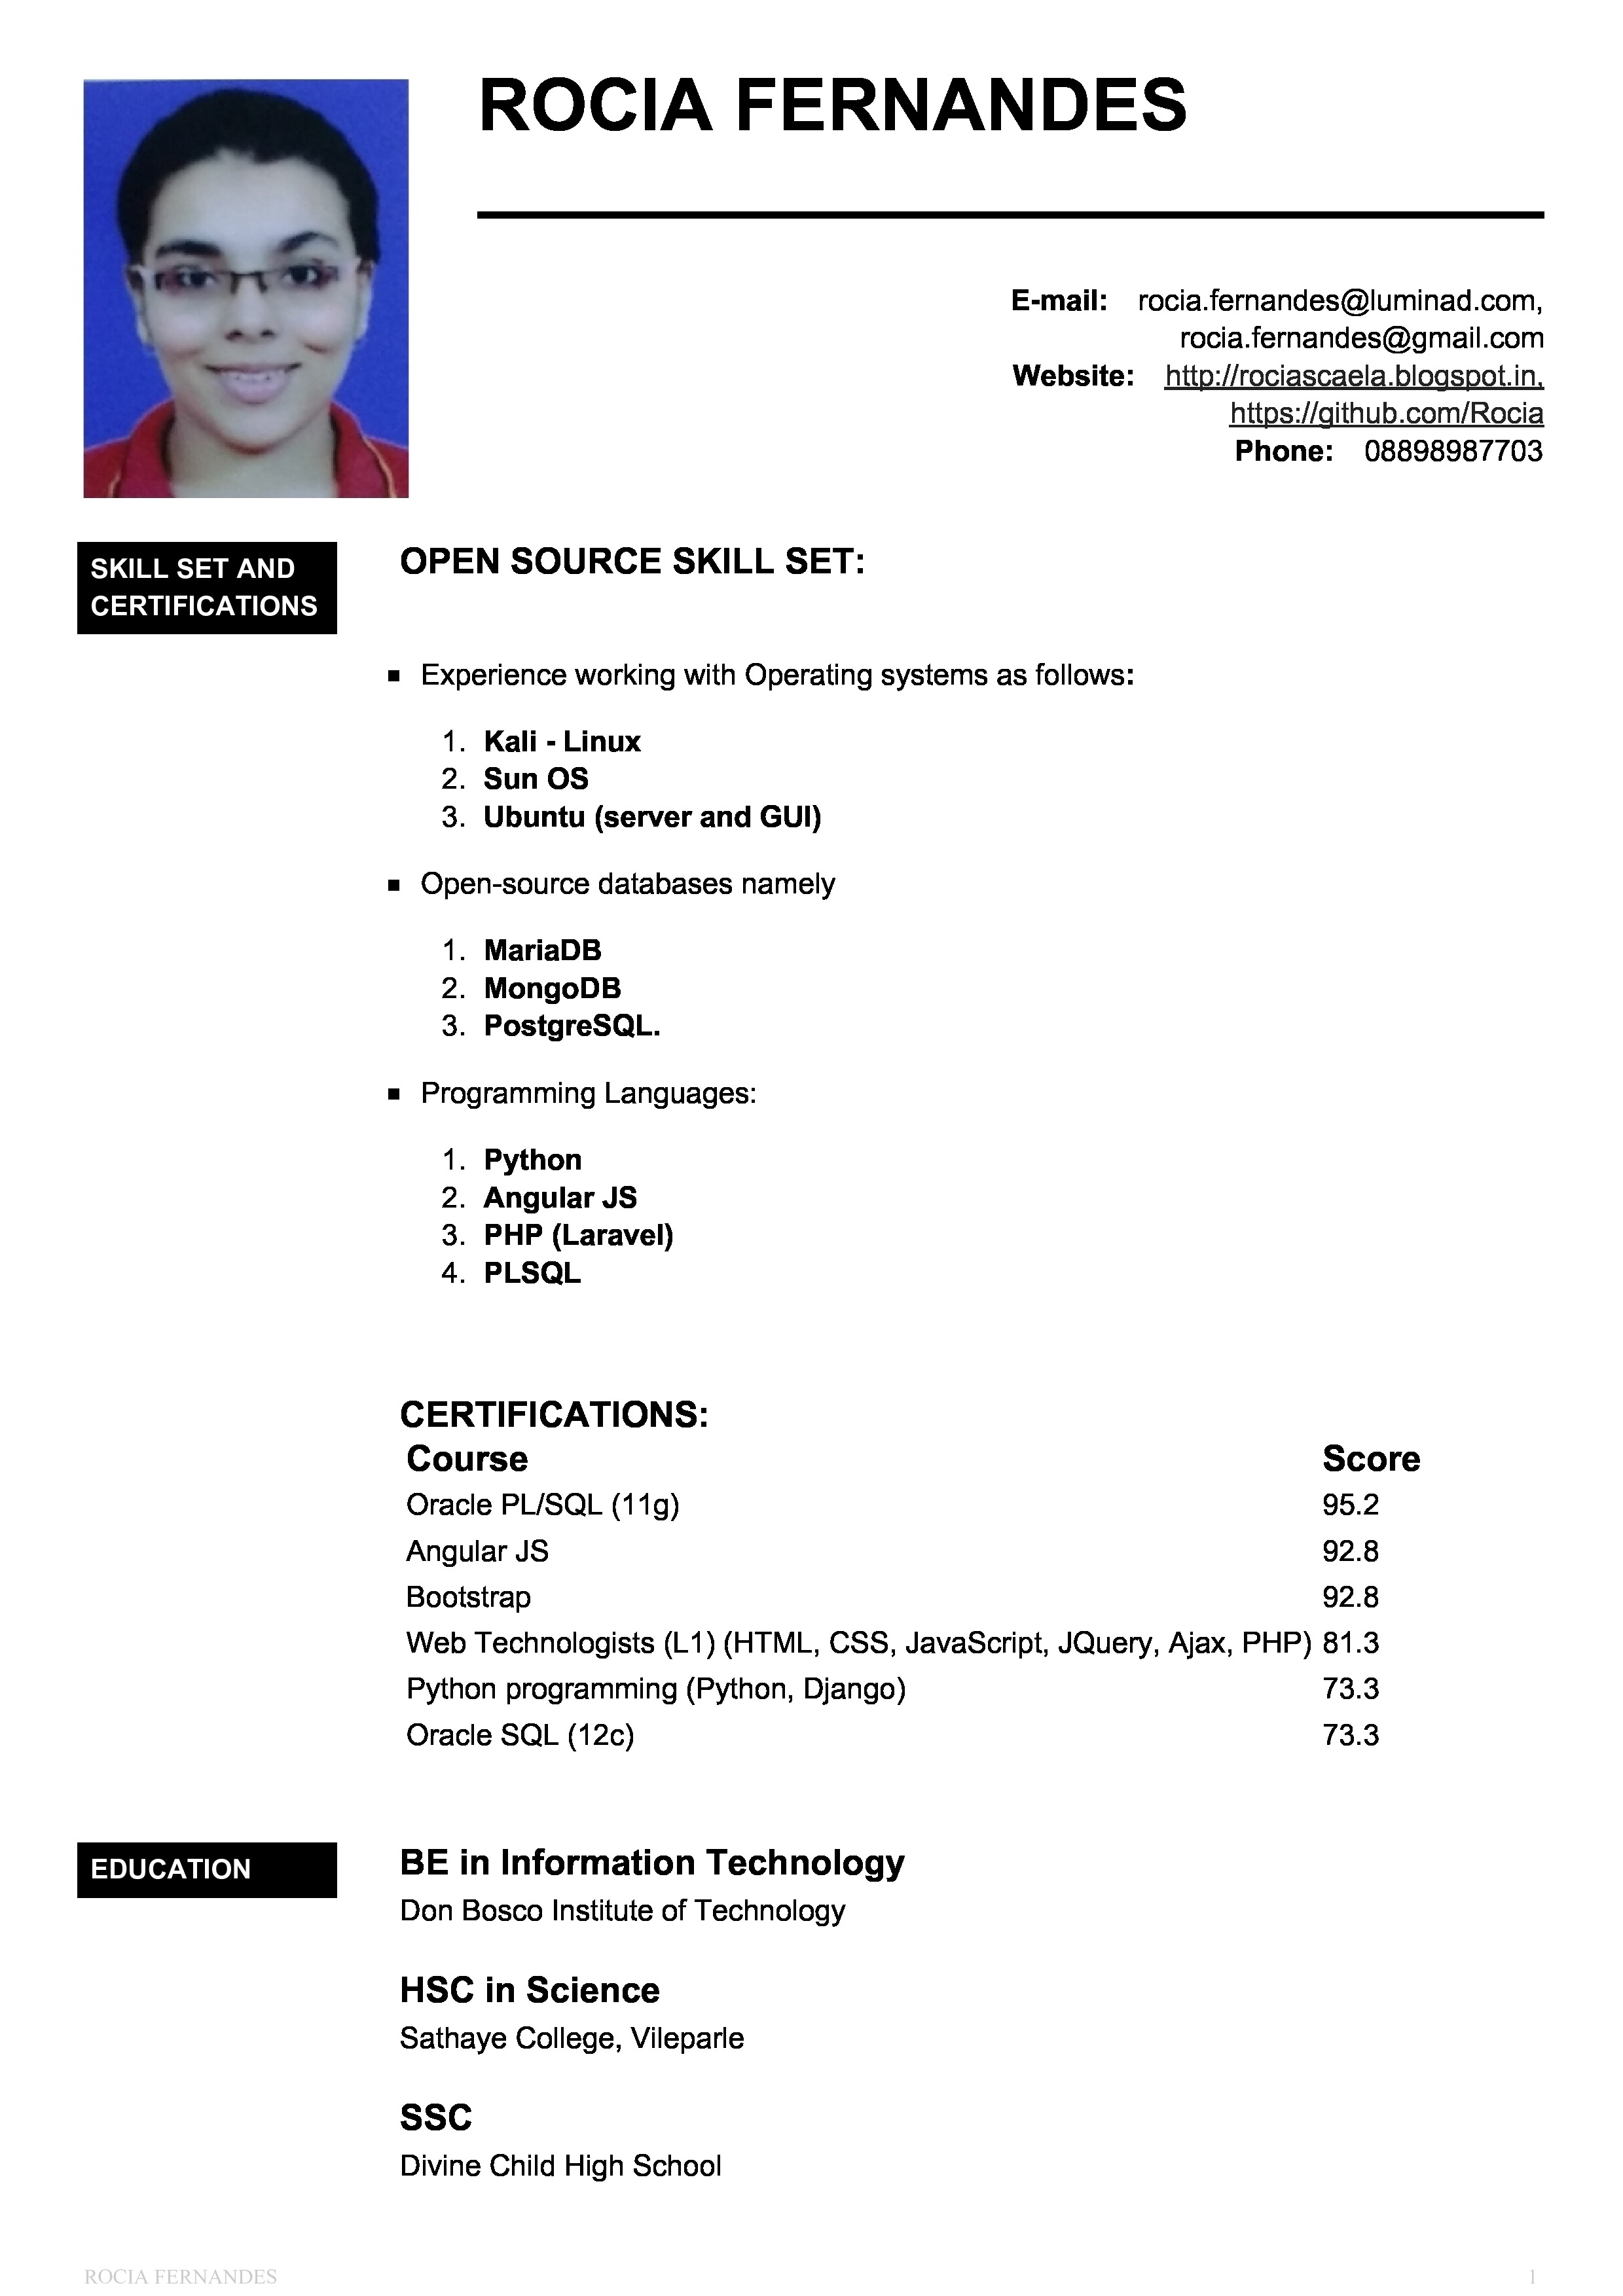 ROCIA FERNANDES
E-mail: rocia.fernandes@luminad.com,
rocia.fernandes@gmail.com
Website: http://rociascaela.blogspot.in,
https://github.com/Rocia
Phone: 08898987703
SKILL SET AND
CERTIFICATIONS
OPEN SOURCE SKILL SET:
▪ Experience working with Operating systems as follows:
1. Kali - Linux
2. Sun OS
3. Ubuntu (server and GUI)
▪ Open-source databases namely
1. MariaDB
2. MongoDB
3. PostgreSQL.
▪ Programming Languages:
1. Python
2. Angular JS
3. PHP (Laravel)
4. PLSQL
CERTIFICATIONS:
Course Score
Oracle PL/SQL (11g) 95.2
Angular JS 92.8
Bootstrap 92.8
Web Technologists (L1) (HTML, CSS, JavaScript, JQuery, Ajax, PHP) 81.3
Python programming (Python, Django) 73.3
Oracle SQL (12c) 73.3
EDUCATION
BE in Information Technology
Don Bosco Institute of Technology
HSC in Science
Sathaye College, Vileparle
SSC
Divine Child High School
ROCIA FERNANDES 1